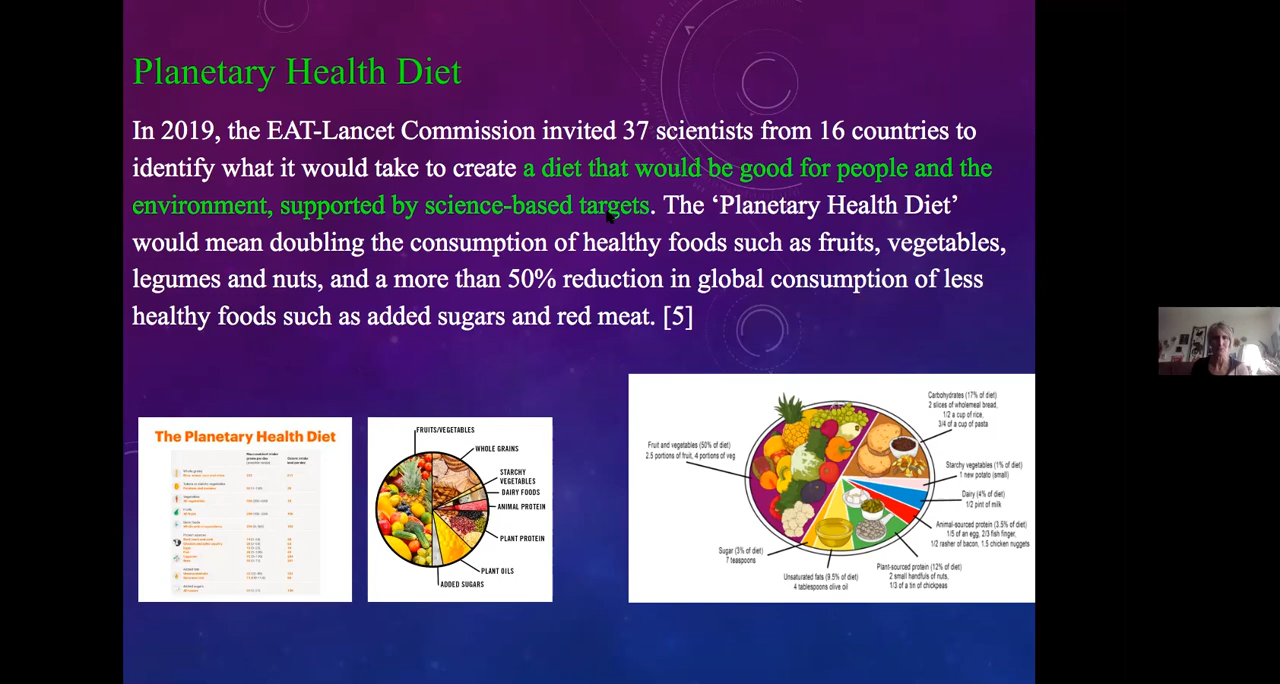 Planetary Health Diet
In 2019, the EAT-Lancet Commission invited 37 scientists from 16 countries to
identify what it would take to create a diet that would be good for people and the
environment, supported by science-based targets. The ‘Planetary Health Diet’
would mean doubling the consumption of healthy foods such as fruits, vegetables,
legumes and nuts, and a more than 50% reduction in global consumption of less
healthy foods such as added sugars and red meat. [5]
The Planetary Health Diet
FRUITS/VEGETABLES
WHOLE GRAINS
STARCHY
VEGETABLES
DAIRY FOODS
ANIMAL PROTEIN
PLANT PROTEIN
PLANT OILS
ADDED SUGARS
Carbohydrates (17% of diet)
2 slices of wholemeal bread,
1/2 a cup of rice,
3/4 of a cup of pasta
Fruit and vegetables (50% of diet)
2.5 portions of fruit, 4 portions of veg
Starchy vegetables (1% of diet)
1 new potato (small)
Dairy (4% of diet)
1/2 pint of milk
Animal-sourced protein (3.5% of diet)
1/5 of an egg, 2/3 fish finger,
1/2 rasher of bacon, 1.5 chicken nuggets
Plant-sourced protein (12% of diet)
2 small handfuls of nuts,
1/3 of a tin of chickpeas
Unsaturated fats (9.5% of diet)
4 tablespoons olive oil
Sugar (3% of diet)
7 teaspoons